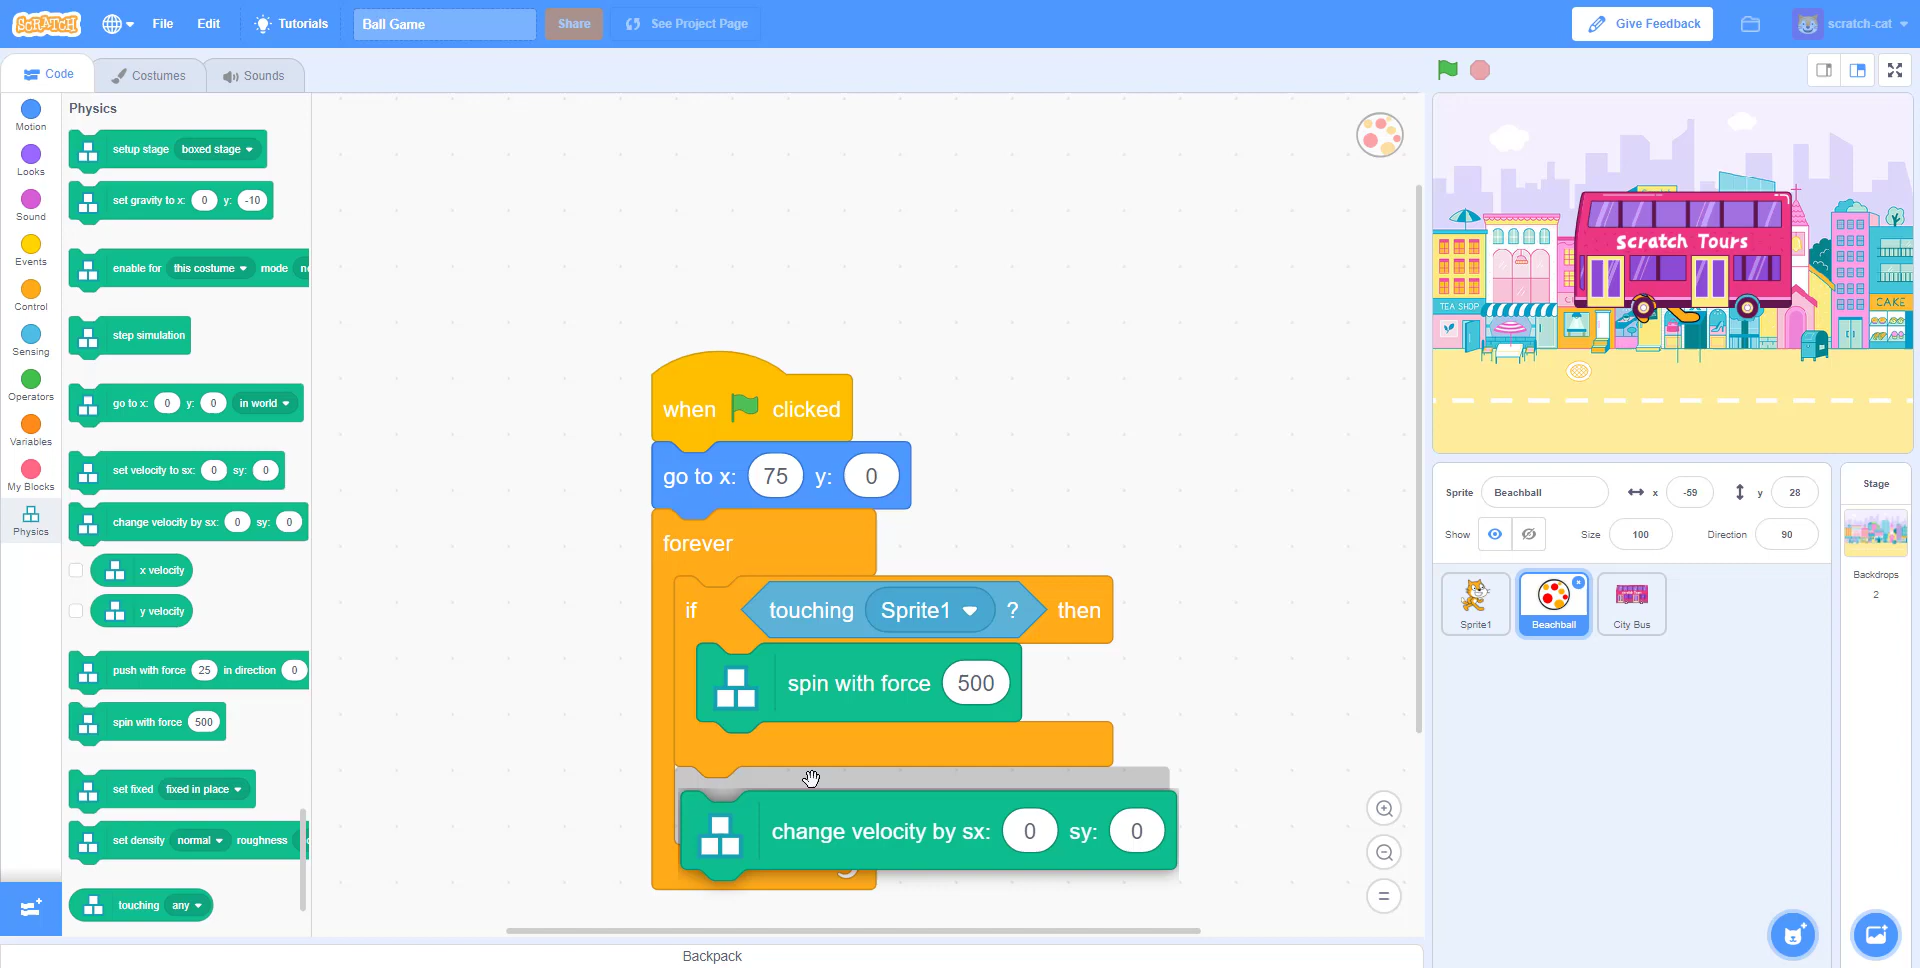 SCRATCH
File
Edit
Tutorials
Ball Game
Share
See Project Page
Give Feedback
scratch-cat
Code
Costumes
Sounds
Motion
Looks
Sound
Events
Control
Sensing
Operators
Variables
My Blocks
Physics
Physics
setup stage boxed stage
set gravity to x: 0 y: -10
enable for this costume mode
step simulation
go to x: 0 y: 0 in world
set velocity to sx: 0 sy: 0
change velocity by sx: 0 sy: 0
x velocity
y velocity
push with force 25 in direction 0
spin with force 500
set fixed fixed in place
set density normal roughness
touching any
when clicked
go to x: 75 y: 0
forever
if touching Sprite1 ? then
spin with force 500
change velocity by sx: 0 sy: 0
Backpack
Scratch Tours
TEA SHOP
CAKE
Sprite Beachball x -59 y 28
Show Size 100 Direction 90
Sprite1
Beachball
City Bus
Stage
Backdrops
2